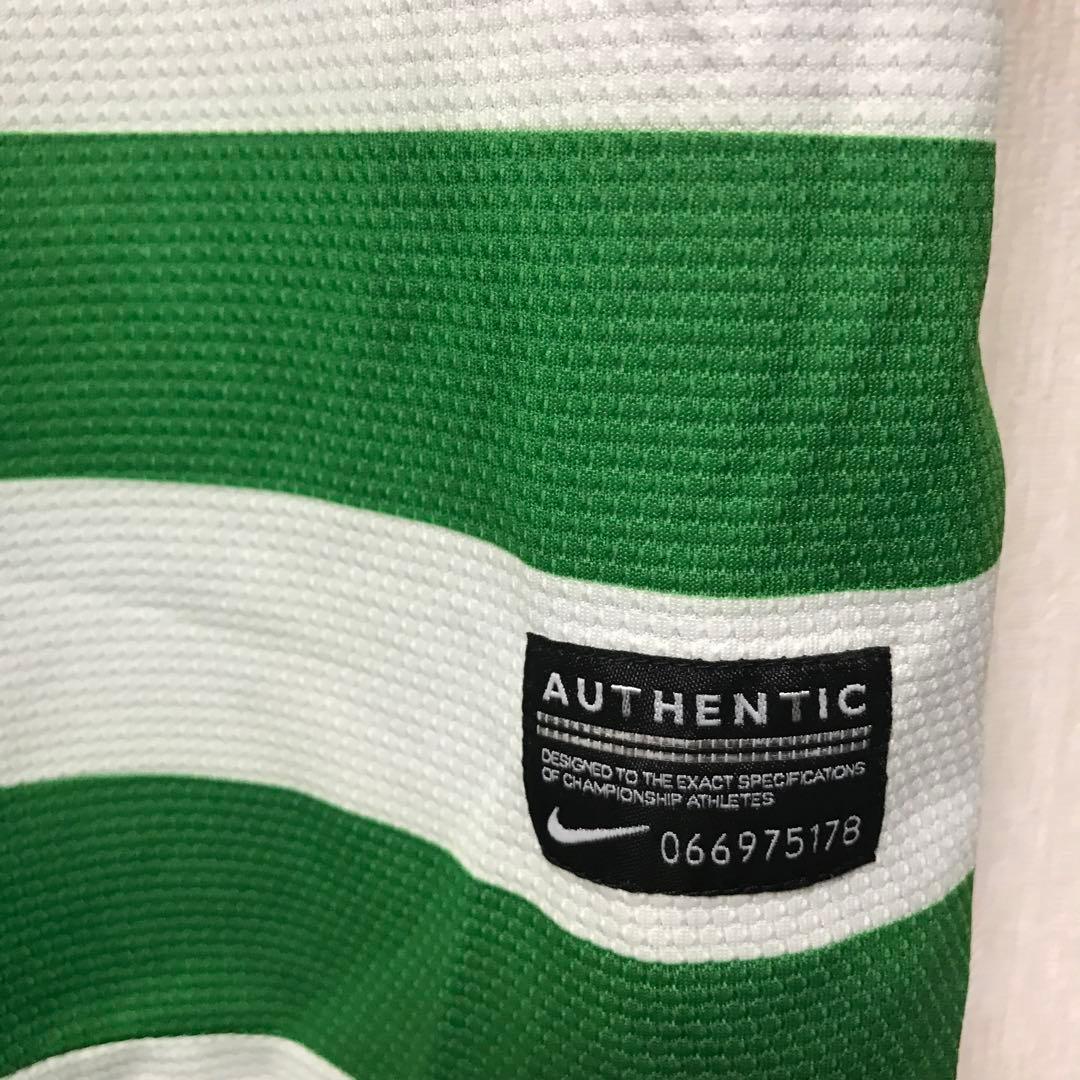 AUTHENTIC
DESIGNED TO THE EXACT SPECIFICATIONS
OF CHAMPIONSHIP ATHLETES
066975178